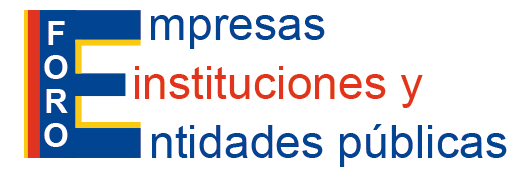 FORO
Empresas
instituciones y
Entidades públicas